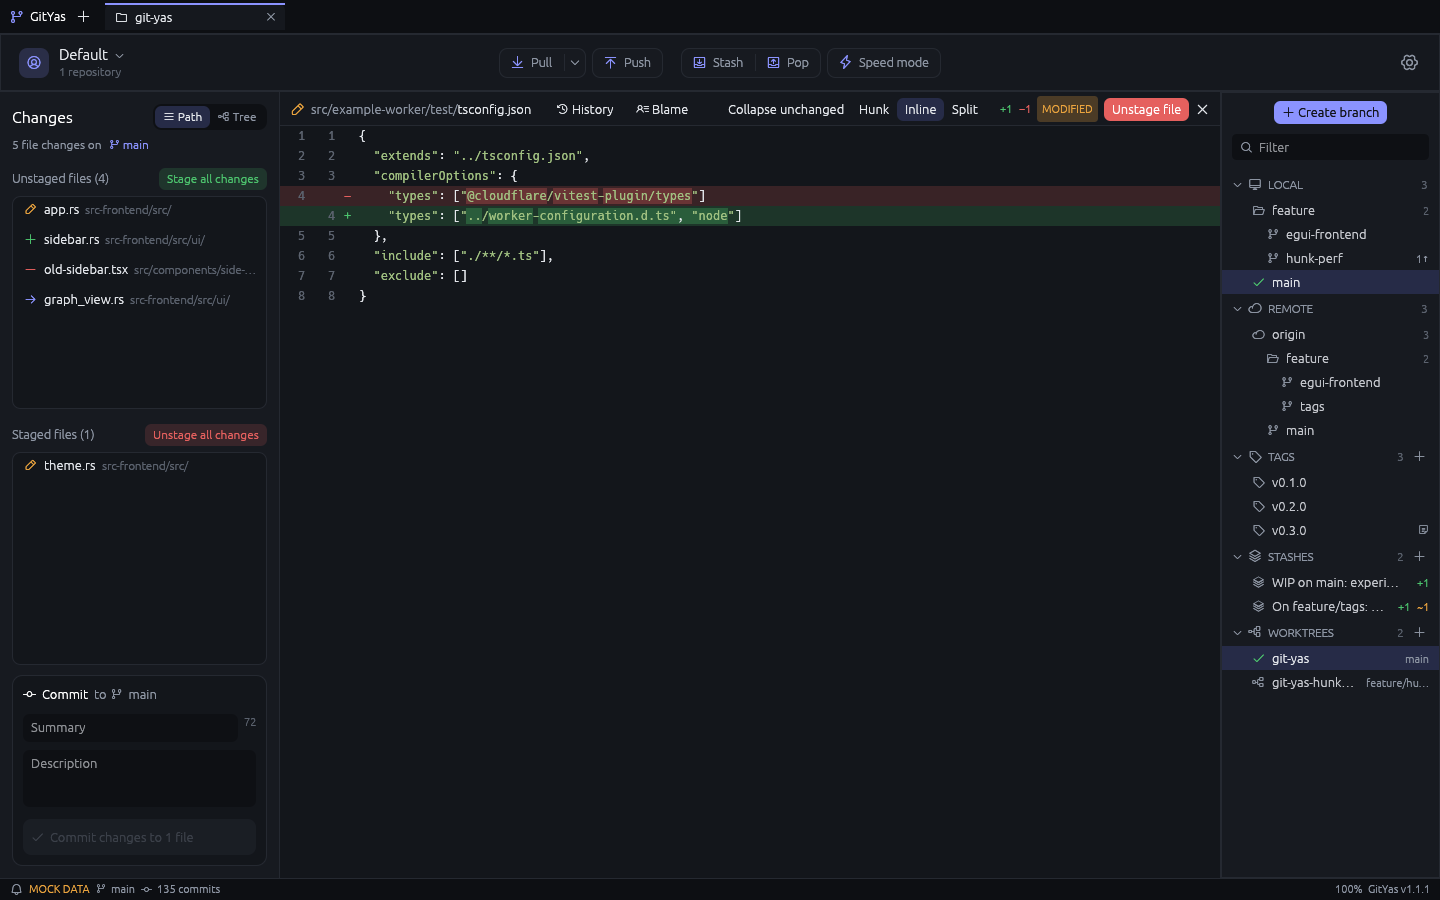 GitYas
git-yas
Default
1 repository
Pull
Push
Stash
Pop
Speed mode
Changes
Path
Tree
5 file changes on main
Unstaged files (4)
Stage all changes
app.rs src-frontend/src/
sidebar.rs src-frontend/src/ui/
old-sidebar.tsx src/components/side-...
graph_view.rs src-frontend/src/ui/
Staged files (1)
Unstage all changes
theme.rs src-frontend/src/
Commit to main
Summary
72
Description
Commit changes to 1 file
src/example-worker/test/tsconfig.json
History
Blame
Collapse unchanged
Hunk
Inline
Split
+1 −1
MODIFIED
Unstage file
1 1 {
2 2 "extends": "../tsconfig.json",
3 3 "compilerOptions": {
4 − "types": ["@cloudflare/vitest-plugin/types"]
4 + "types": ["../worker-configuration.d.ts", "node"]
5 5 },
6 6 "include": ["./**/*.ts"],
7 7 "exclude": []
8 8 }
+ Create branch
Filter
LOCAL 3
feature 2
egui-frontend
hunk-perf 1↑
main
REMOTE 3
origin 3
feature 2
egui-frontend
tags
main
TAGS 3 +
v0.1.0
v0.2.0
v0.3.0
STASHES 2 +
WIP on main: experi... +1
On feature/tags: ... +1 ~1
WORKTREES 2 +
git-yas main
git-yas-hunk... feature/hu...
MOCK DATA main 135 commits
100% GitYas v1.1.1